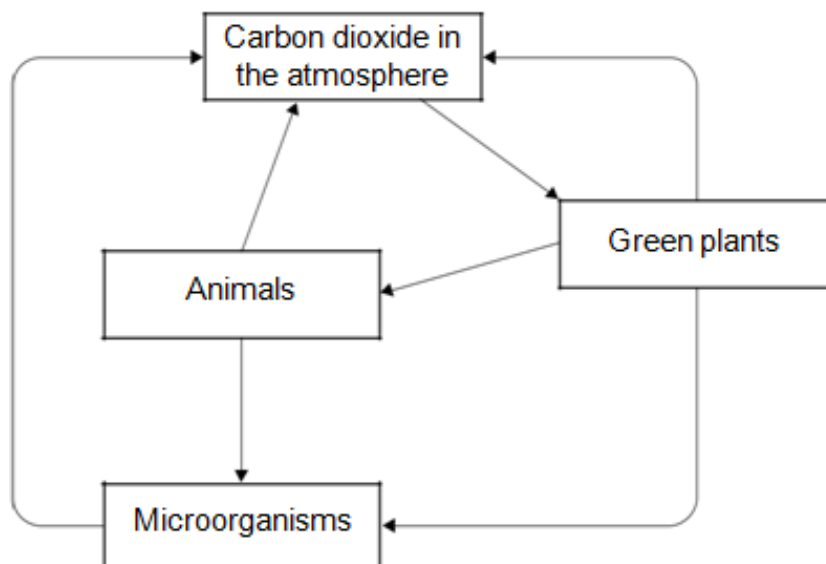 Carbon dioxide in
the atmosphere
Green plants
Animals
Microorganisms